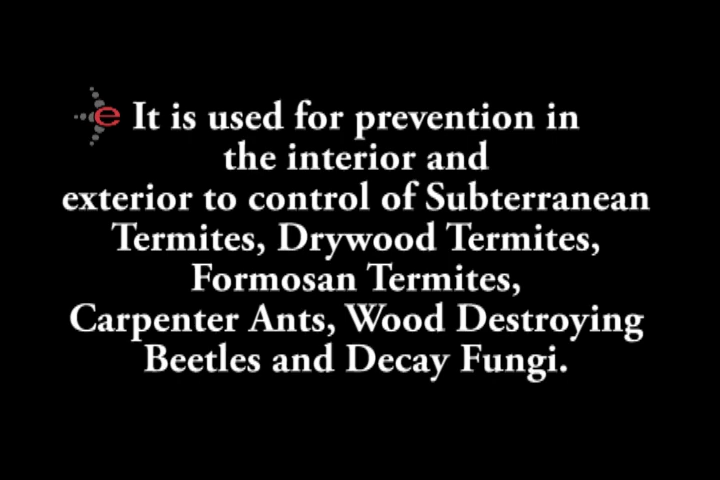 e It is used for prevention in
the interior and
exterior to control of Subterranean
Termites, Drywood Termites,
Formosan Termites,
Carpenter Ants, Wood Destroying
Beetles and Decay Fungi.